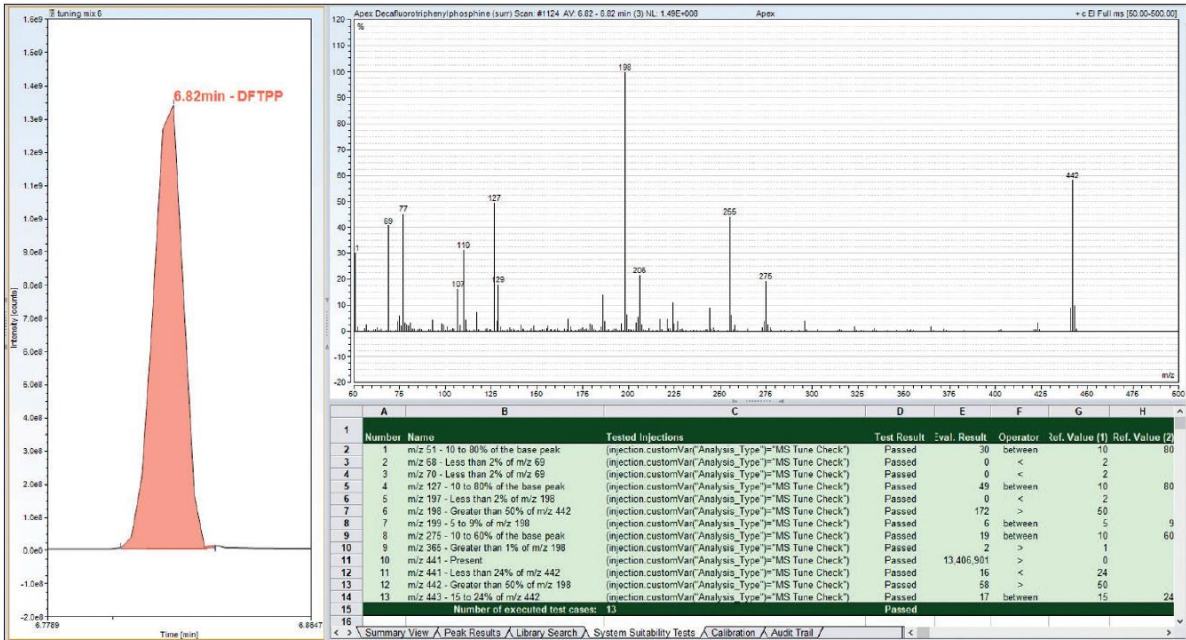 tuning mix 6
1.6e9
1.5e9
1.4e9
1.3e9
1.2e9
1.1e9
1.0e9
9.0e8
8.0e8
7.0e8
6.0e8
5.0e8
4.0e8
3.0e8
2.0e8
1.0e8
0.0e0
-1.0e8
-2.0e8
Intensity [counts]
6.82min - DFTPP
6.7789
Time [min]
6.8847
Apex Decafluorotriphenylphosphine (surr) Scan: #1124 AV: 6.82 - 6.82 min (3) NL: 1.49E+008 Apex + c EI Full ms [50.00-500.00]
%
120
110
100
90
80
70
60
50
40
30
20
10
0
-10
-20
69
77
107
110
127
129
198
206
255
275
442
m/z
75 100 125 150 175 200 225 250 275 300 325 360 375 400 425
A B C D E F G H
1 Number Name Tested Injections Test Result Eval. Result Operator Ref. Value (1) Ref. Value (2)
2 1 m/z 51 - 10 to 80% of the base peak (injection.customVar("Analysis_Type")="MS Tune Check") Passed 30 between 10 80
3 2 m/z 68 - Less than 2% of m/z 69 (injection.customVar("Analysis_Type")="MS Tune Check") Passed 0 < 2
4 3 m/z 70 - Less than 2% of m/z 69 (injection.customVar("Analysis_Type")="MS Tune Check") Passed 0 < 2
5 4 m/z 127 - 10 to 80% of the base peak (injection.customVar("Analysis_Type")="MS Tune Check") Passed 49 between 10 80
6 5 m/z 197 - Less than 2% of m/z 198 (injection.customVar("Analysis_Type")="MS Tune Check") Passed 0 < 2
7 6 m/z 198 - Greater than 50% of 442 (injection.customVar("Analysis_Type")="MS Tune Check") Passed 172 > 50
8 7 m/z 199 - 5 to 9% of m/z 198 (injection.customVar("Analysis_Type")="MS Tune Check") Passed 6 between 5 9
9 8 m/z 275 - 10 to 60% of the base peak (injection.customVar("Analysis_Type")="MS Tune Check") Passed 19 between 10 60
10 9 m/z 365 - Greater than 1% of m/z 198 (injection.customVar("Analysis_Type")="MS Tune Check") Passed 2 > 1
11 10 m/z 441 - Present (injection.customVar("Analysis_Type")="MS Tune Check") Passed 13,406,901 > 0
12 11 m/z 441 - Less than 24% of m/z 442 (injection.customVar("Analysis_Type")="MS Tune Check") Passed 16 < 24
13 12 m/z 442 - Greater than 50% of m/z 198 (injection.customVar("Analysis_Type")="MS Tune Check") Passed 58 > 50
14 13 m/z 443 - 15 to 24% of m/z 442 (injection.customVar("Analysis_Type")="MS Tune Check") Passed 17 between 15 24
15 Number of executed test cases: 13 Passed
16
Summary View Peak Results Library Search System Suitability Tests Calibration Audit Trail